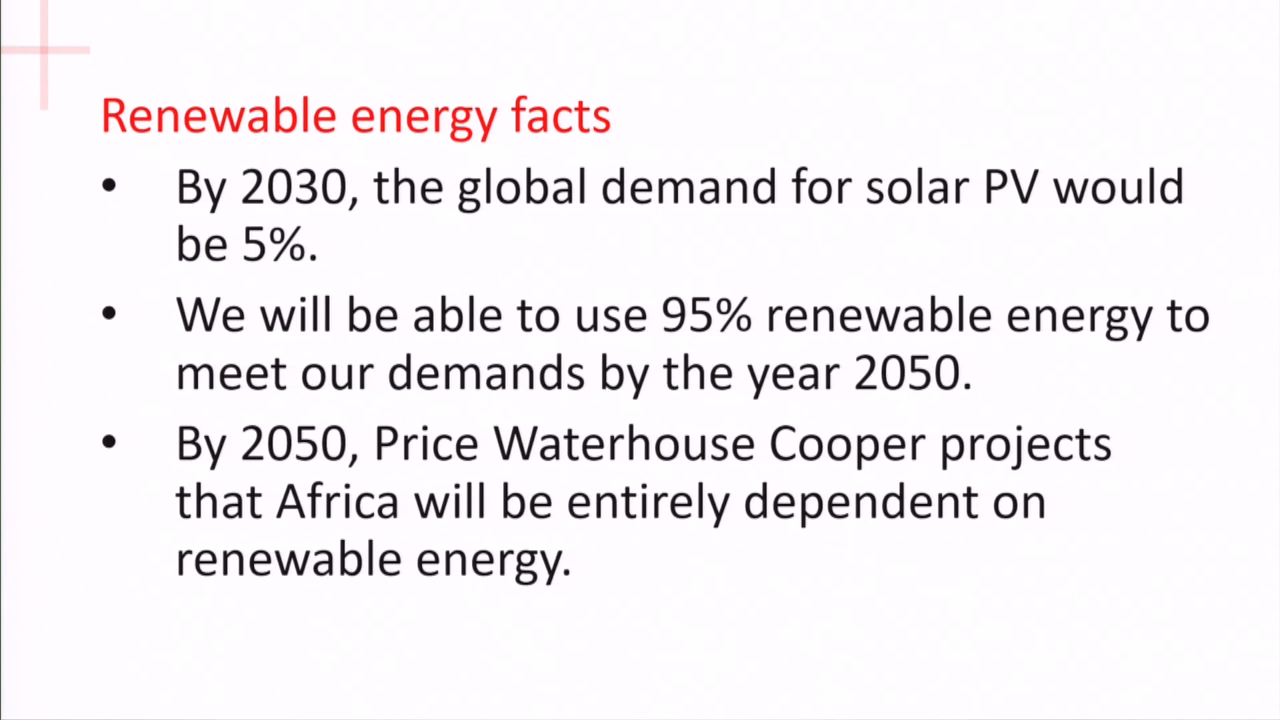 Renewable energy facts
• By 2030, the global demand for solar PV would
be 5%.
• We will be able to use 95% renewable energy to
meet our demands by the year 2050.
• By 2050, Price Waterhouse Cooper projects
that Africa will be entirely dependent on
renewable energy.